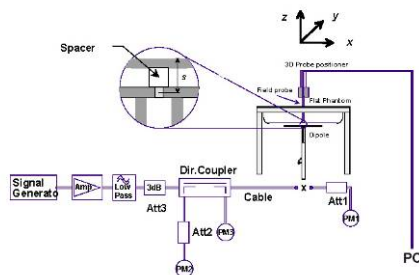 z
y
x
Spacer
s
3D Probe positioner
Field probe
Flat Phantom
Dipole
Signal
Generato
Amp
Low
Pass
3dB
Att3
Dir.Coupler
Cable
x
Att1
PM1
Att2
PM3
PM2
PC